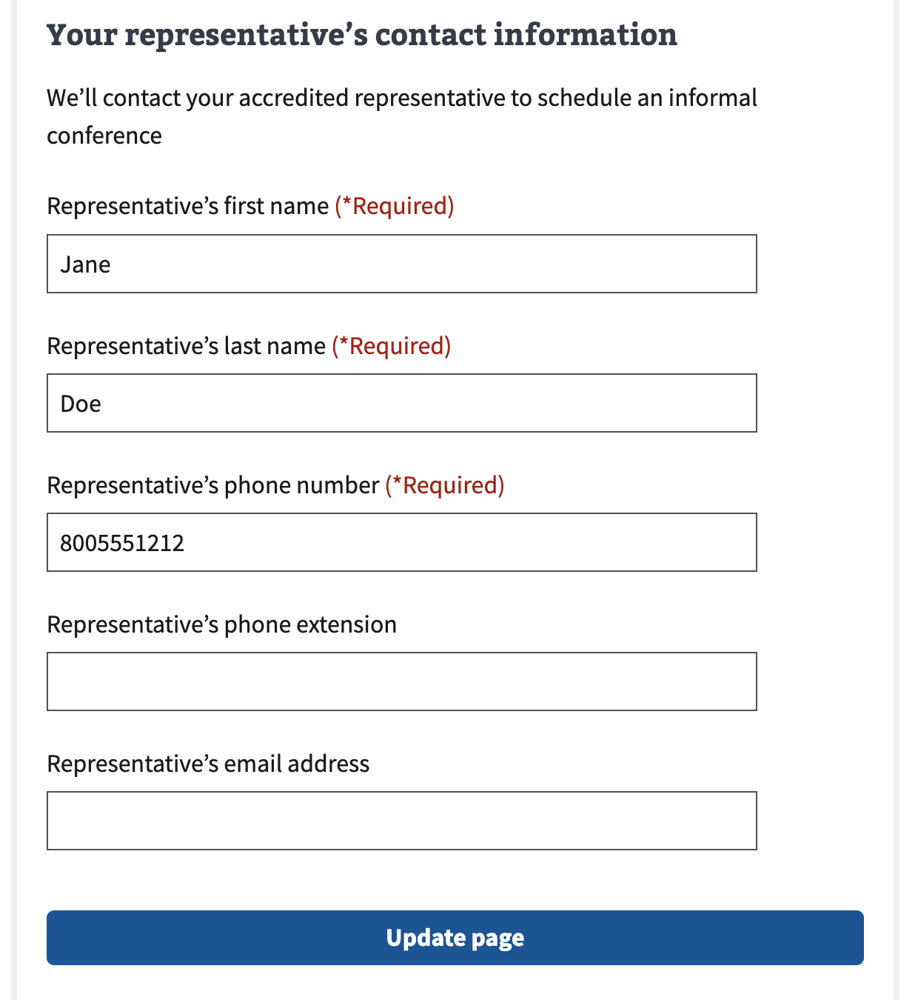 Your representative’s contact information
We’ll contact your accredited representative to schedule an informal
conference
Representative’s first name (*Required)
Jane
Representative’s last name (*Required)
Doe
Representative’s phone number (*Required)
8005551212
Representative’s phone extension
Representative’s email address
Update page